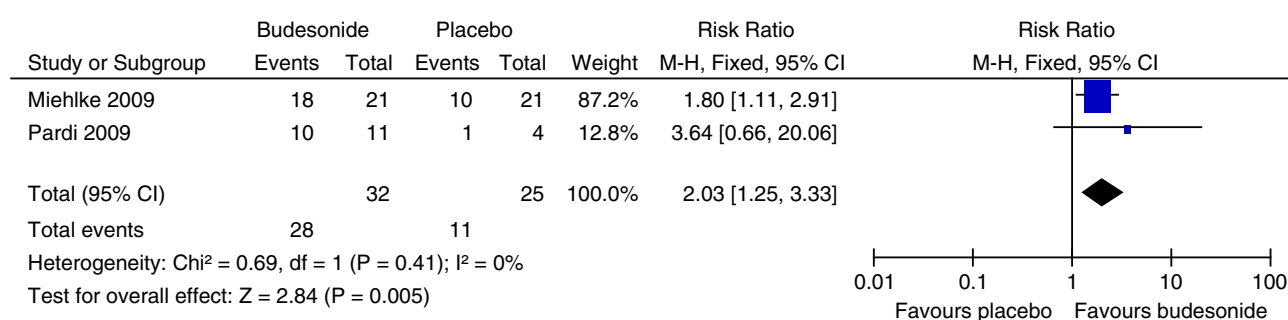 Budesonide Placebo Risk Ratio Risk Ratio
Study or Subgroup Events Total Events Total Weight M-H, Fixed, 95% CI M-H, Fixed, 95% CI
Miehlke 2009 18 21 10 21 87.2% 1.80 [1.11, 2.91]
Pardi 2009 10 11 1 4 12.8% 3.64 [0.66, 20.06]
Total (95% CI) 32 25 100.0% 2.03 [1.25, 3.33]
Total events 28 11
Heterogeneity: Chi² = 0.69, df = 1 (P = 0.41); I² = 0%
Test for overall effect: Z = 2.84 (P = 0.005)
0.01 0.1 1 10 100
Favours placebo Favours budesonide